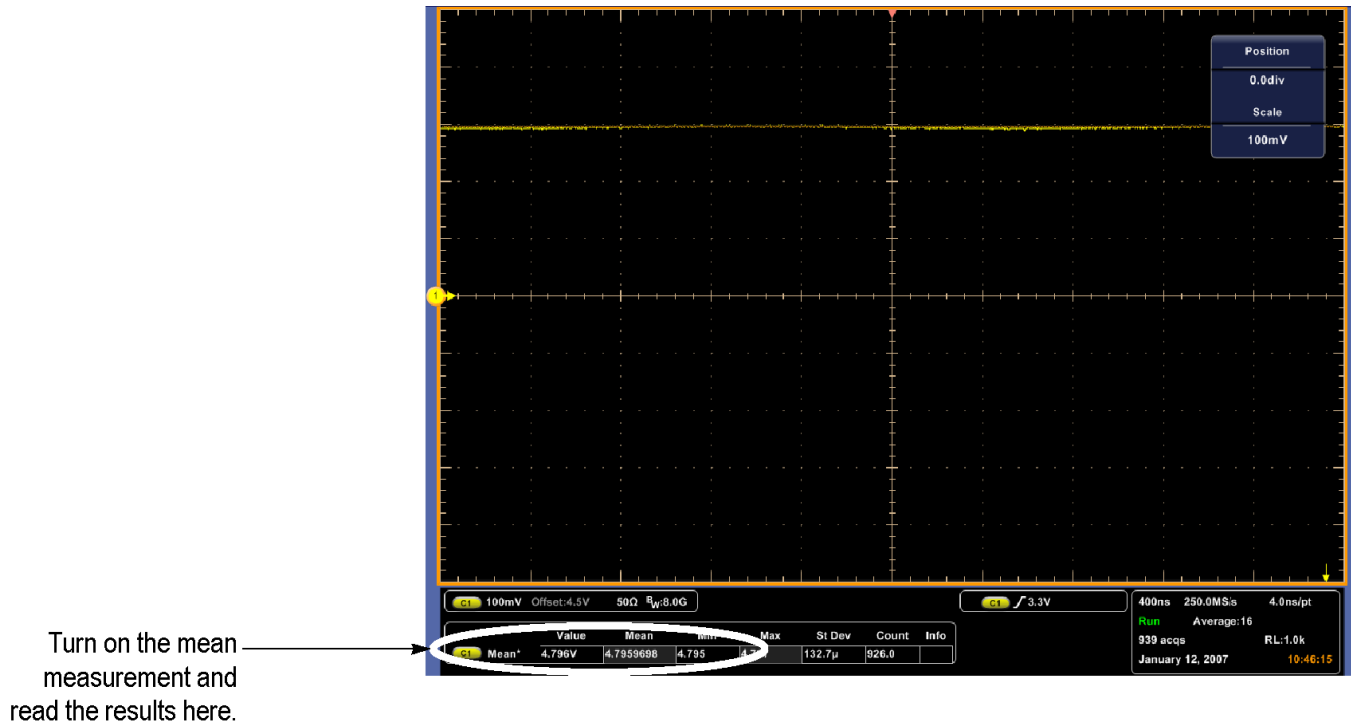 Position
0.0div
Scale
100mV
1
C1 100mV Offset:4.5V 50Ω BW:8.0G
C1 3.3V
400ns 250.0MS/s 4.0ns/pt
Run Average:16
939 acqs RL:1.0k
January 12, 2007 10:46:15
Value Mean Min Max St Dev Count Info
C1 Mean* 4.796V 4.7959698 4.795 132.7µ 926.0
Turn on the mean
measurement and
read the results here.